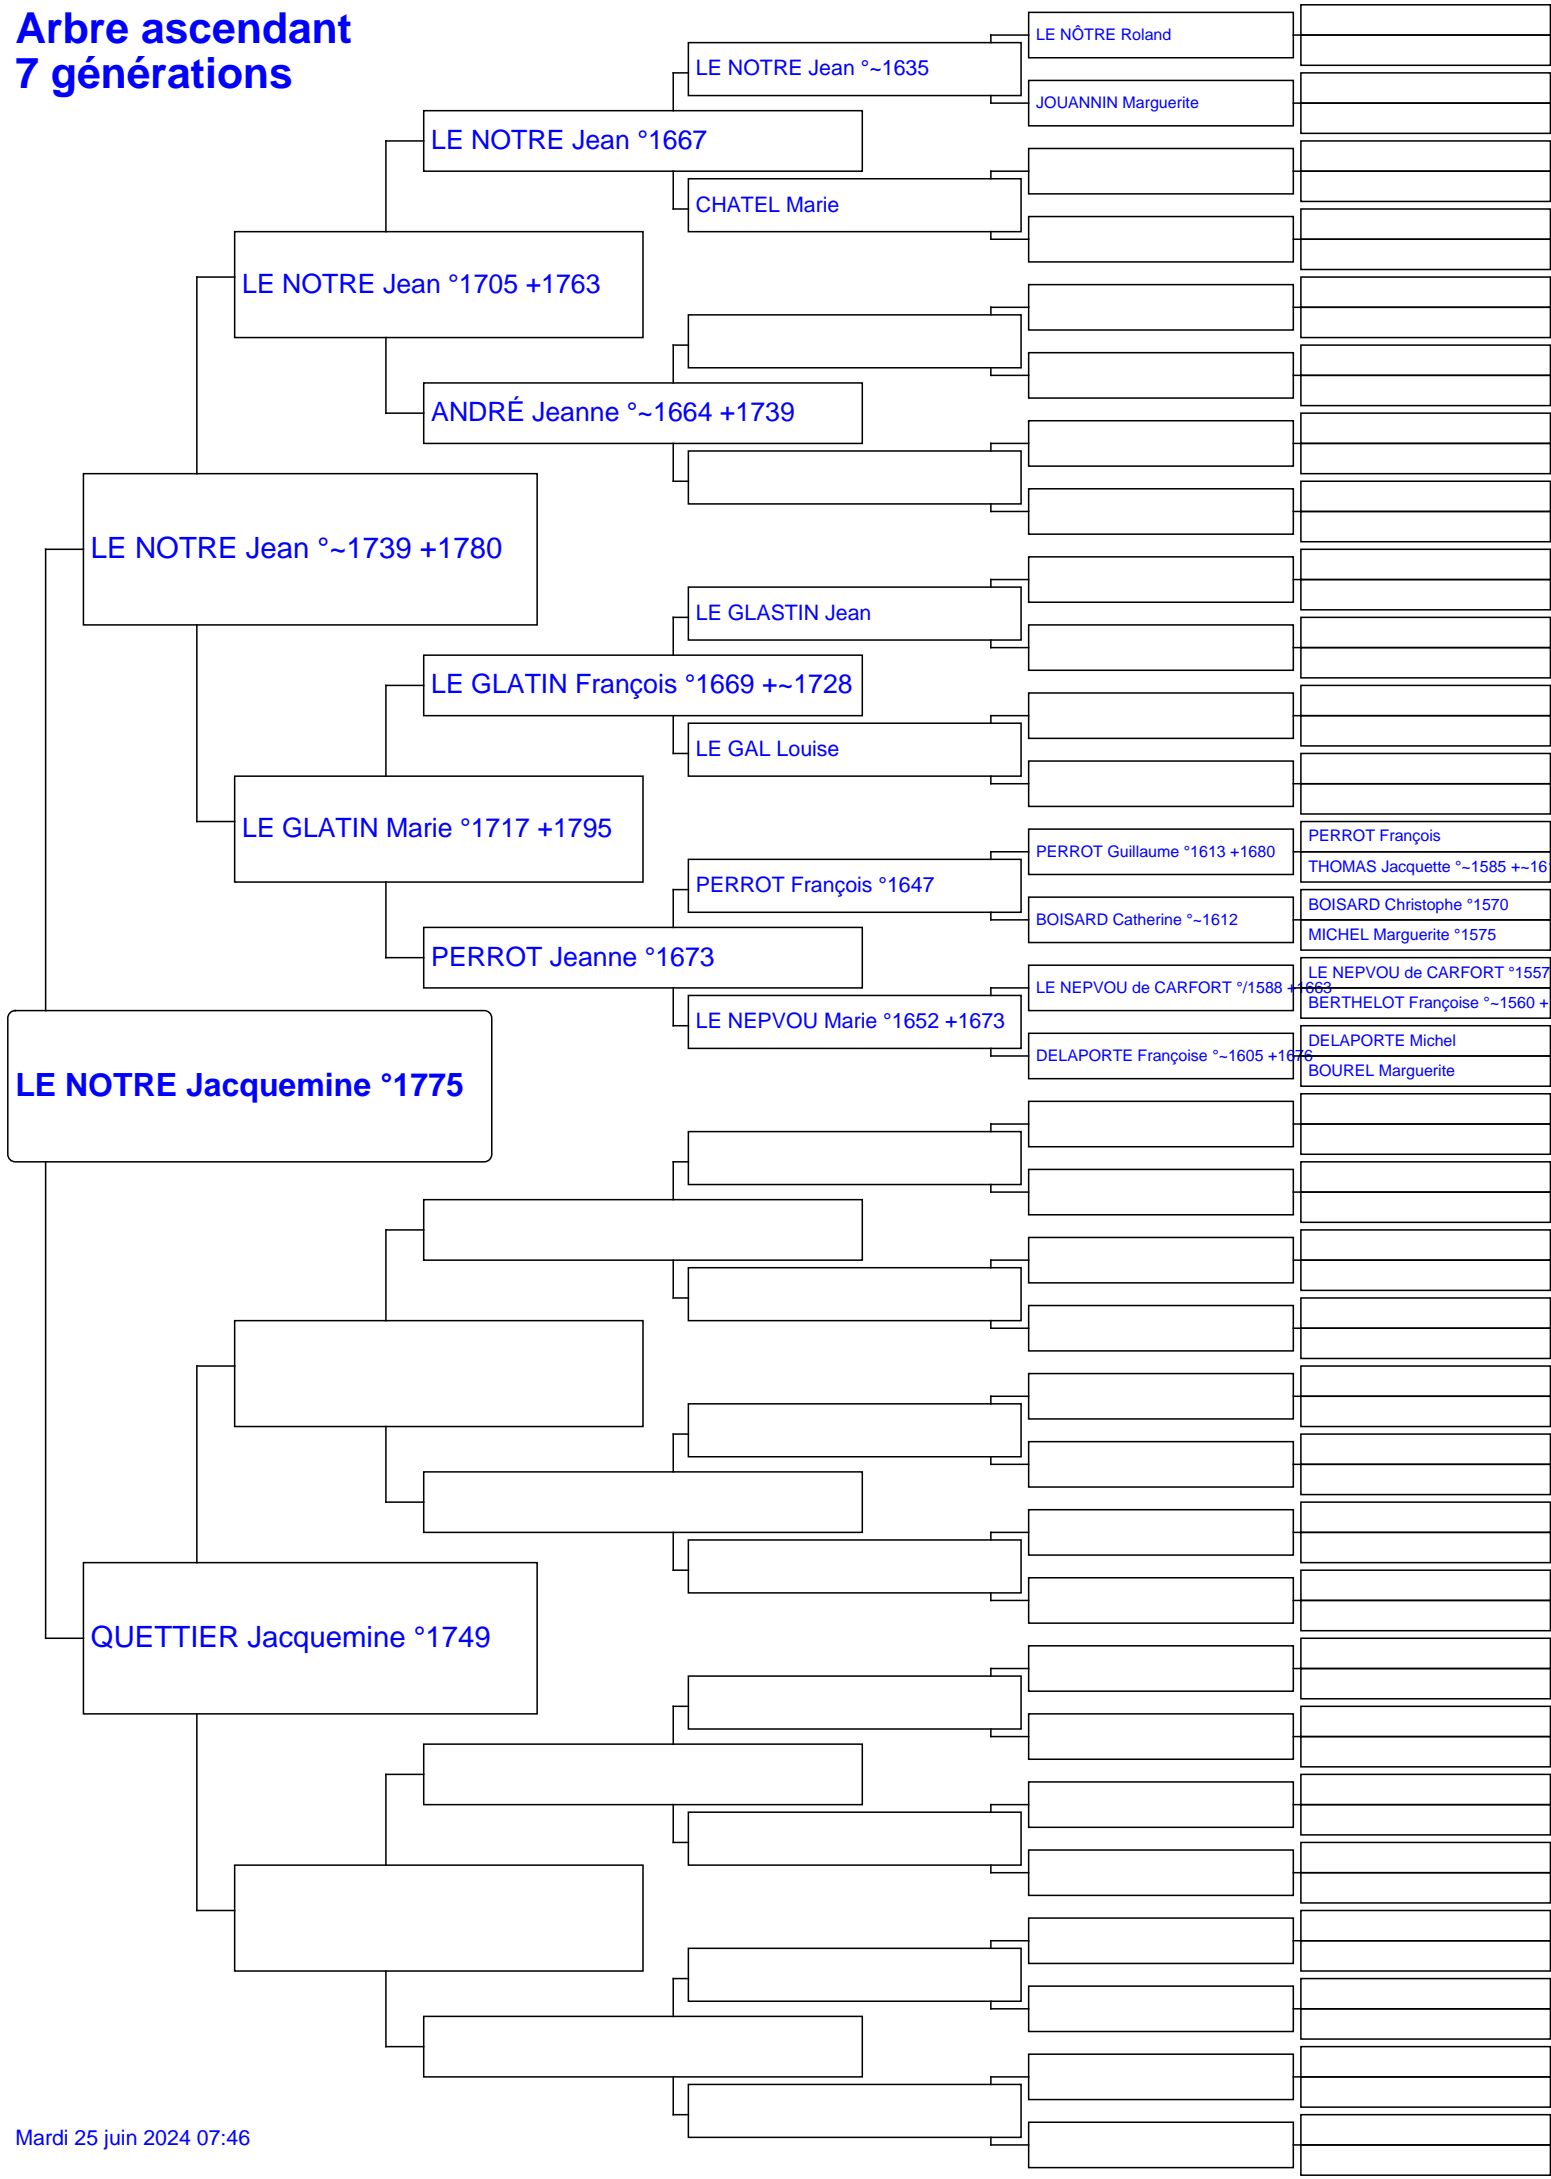 Arbre ascendant
7 générations
LE NÔTRE Roland
LE NOTRE Jean °~1635
JOUANNIN Marguerite
LE NOTRE Jean °1667
CHATEL Marie
LE NOTRE Jean °1705 +1763
ANDRÉ Jeanne °~1664 +1739
LE NOTRE Jean °~1739 +1780
LE GLASTIN Jean
LE GLATIN François °1669 +~1728
LE GAL Louise
LE GLATIN Marie °1717 +1795
PERROT François
PERROT Guillaume °1613 +1680
THOMAS Jacquette °~1585 +~16
PERROT François °1647
BOISARD Christophe °1570
BOISARD Catherine °~1612
MICHEL Marguerite °1575
PERROT Jeanne °1673
LE NEPVOU de CARFORT °1557
LE NEPVOU de CARFORT °/1588 +1663
BERTHELOT Françoise °~1560 +
LE NEPVOU Marie °1652 +1673
DELAPORTE Michel
DELAPORTE Françoise °~1605 +1676
BOUREL Marguerite
LE NOTRE Jacquemine °1775
QUETTIER Jacquemine °1749
Mardi 25 juin 2024 07:46